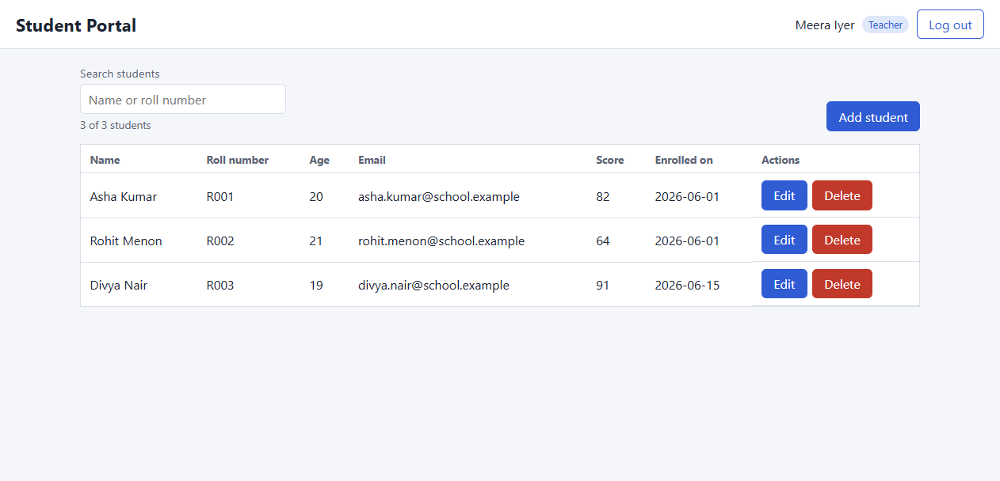 Student Portal
Meera Iyer Teacher Log out
Search students
Name or roll number
3 of 3 students
Add student
Name Roll number Age Email Score Enrolled on Actions
Asha Kumar R001 20 asha.kumar@school.example 82 2026-06-01 Edit Delete
Rohit Menon R002 21 rohit.menon@school.example 64 2026-06-01 Edit Delete
Divya Nair R003 19 divya.nair@school.example 91 2026-06-15 Edit Delete